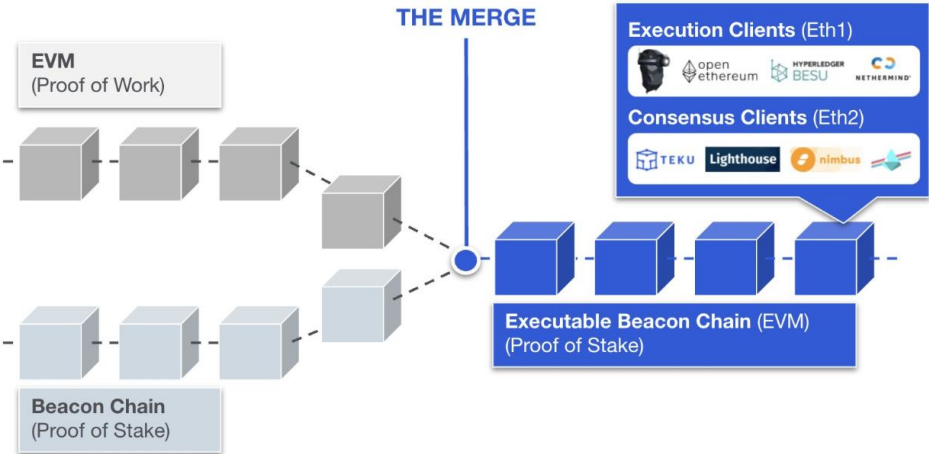 THE MERGE
EVM
(Proof of Work)
Execution Clients (Eth1)
open
ethereum
HYPERLEDGER
BESU
NETHERMIND
Consensus Clients (Eth2)
TEKU
Lighthouse
nimbus
Executable Beacon Chain (EVM)
(Proof of Stake)
Beacon Chain
(Proof of Stake)